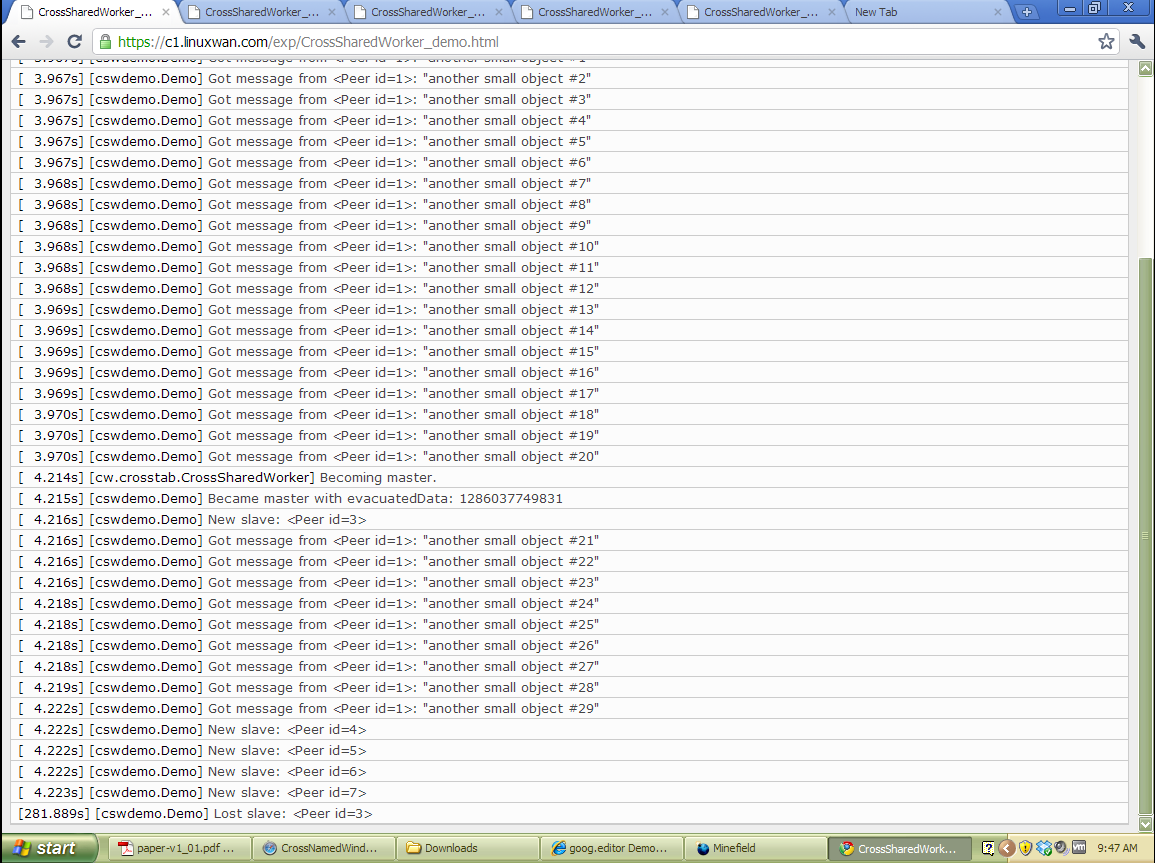 CrossSharedWorker_...
CrossSharedWorker_...
CrossSharedWorker_...
CrossSharedWorker_...
CrossSharedWorker_...
New Tab
https://c1.linuxwan.com/exp/CrossSharedWorker_demo.html
[ 3.967s] [cswdemo.Demo] Got message from <Peer id=1>: "another small object #1"
[ 3.967s] [cswdemo.Demo] Got message from <Peer id=1>: "another small object #2"
[ 3.967s] [cswdemo.Demo] Got message from <Peer id=1>: "another small object #3"
[ 3.967s] [cswdemo.Demo] Got message from <Peer id=1>: "another small object #4"
[ 3.967s] [cswdemo.Demo] Got message from <Peer id=1>: "another small object #5"
[ 3.967s] [cswdemo.Demo] Got message from <Peer id=1>: "another small object #6"
[ 3.968s] [cswdemo.Demo] Got message from <Peer id=1>: "another small object #7"
[ 3.968s] [cswdemo.Demo] Got message from <Peer id=1>: "another small object #8"
[ 3.968s] [cswdemo.Demo] Got message from <Peer id=1>: "another small object #9"
[ 3.968s] [cswdemo.Demo] Got message from <Peer id=1>: "another small object #10"
[ 3.968s] [cswdemo.Demo] Got message from <Peer id=1>: "another small object #11"
[ 3.968s] [cswdemo.Demo] Got message from <Peer id=1>: "another small object #12"
[ 3.969s] [cswdemo.Demo] Got message from <Peer id=1>: "another small object #13"
[ 3.969s] [cswdemo.Demo] Got message from <Peer id=1>: "another small object #14"
[ 3.969s] [cswdemo.Demo] Got message from <Peer id=1>: "another small object #15"
[ 3.969s] [cswdemo.Demo] Got message from <Peer id=1>: "another small object #16"
[ 3.969s] [cswdemo.Demo] Got message from <Peer id=1>: "another small object #17"
[ 3.970s] [cswdemo.Demo] Got message from <Peer id=1>: "another small object #18"
[ 3.970s] [cswdemo.Demo] Got message from <Peer id=1>: "another small object #19"
[ 3.970s] [cswdemo.Demo] Got message from <Peer id=1>: "another small object #20"
[ 4.214s] [cw.crosstab.CrossSharedWorker] Becoming master.
[ 4.215s] [cswdemo.Demo] Became master with evacuatedData: 1286037749831
[ 4.216s] [cswdemo.Demo] New slave: <Peer id=3>
[ 4.216s] [cswdemo.Demo] Got message from <Peer id=1>: "another small object #21"
[ 4.216s] [cswdemo.Demo] Got message from <Peer id=1>: "another small object #22"
[ 4.216s] [cswdemo.Demo] Got message from <Peer id=1>: "another small object #23"
[ 4.218s] [cswdemo.Demo] Got message from <Peer id=1>: "another small object #24"
[ 4.218s] [cswdemo.Demo] Got message from <Peer id=1>: "another small object #25"
[ 4.218s] [cswdemo.Demo] Got message from <Peer id=1>: "another small object #26"
[ 4.218s] [cswdemo.Demo] Got message from <Peer id=1>: "another small object #27"
[ 4.219s] [cswdemo.Demo] Got message from <Peer id=1>: "another small object #28"
[ 4.222s] [cswdemo.Demo] Got message from <Peer id=1>: "another small object #29"
[ 4.222s] [cswdemo.Demo] New slave: <Peer id=4>
[ 4.222s] [cswdemo.Demo] New slave: <Peer id=5>
[ 4.222s] [cswdemo.Demo] New slave: <Peer id=6>
[ 4.223s] [cswdemo.Demo] New slave: <Peer id=7>
[281.889s] [cswdemo.Demo] Lost slave: <Peer id=3>
start
paper-v1_01.pdf ...
CrossNamedWind...
Downloads
goog.editor Demo...
Minefield
CrossSharedWork...
9:47 AM